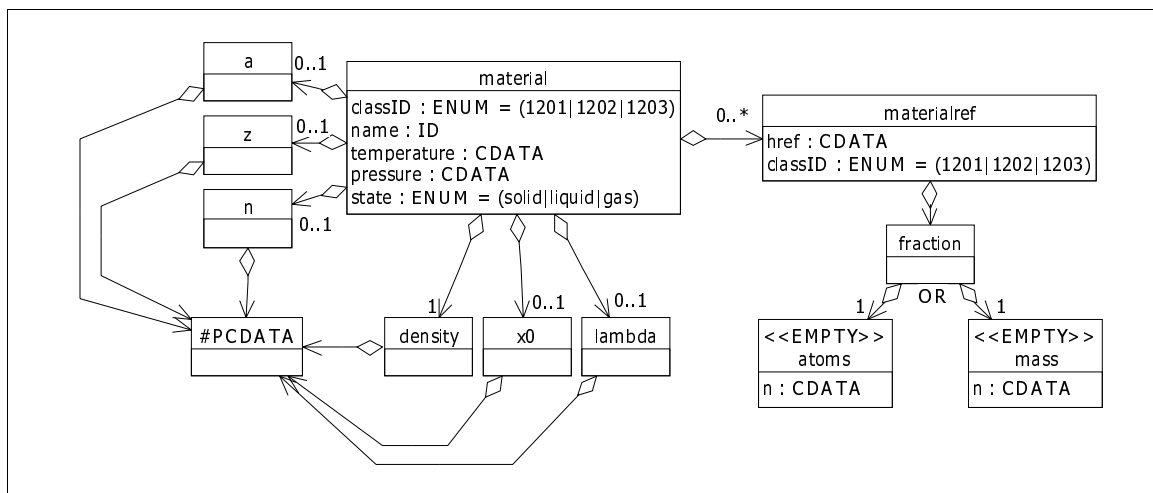 a
0..1
material
classID : ENUM = (1201|1202|1203)
name : ID
temperature : CDATA
pressure : CDATA
state : ENUM = (solid|liquid|gas)
z
0..1
n
0..1
0..*
materialref
href : CDATA
classID : ENUM = (1201|1202|1203)
fraction
OR
1
1
<<EMPTY>>
atoms
n : CDATA
<<EMPTY>>
mass
n : CDATA
1
0..1
0..1
#PCDATA
density
x0
lambda